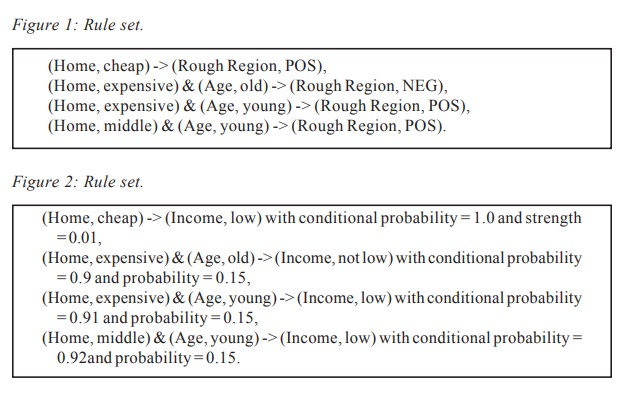 Figure 1: Rule set.
(Home, cheap) -> (Rough Region, POS),
(Home, expensive) & (Age, old) -> (Rough Region, NEG),
(Home, expensive) & (Age, young) -> (Rough Region, POS),
(Home, middle) & (Age, young) -> (Rough Region, POS).
Figure 2: Rule set.
(Home, cheap) -> (Income, low) with conditional probability = 1.0 and strength
= 0.01,
(Home, expensive) & (Age, old) -> (Income, not low) with conditional probability
= 0.9 and probability = 0.15,
(Home, expensive) & (Age, young) -> (Income, low) with conditional probability
= 0.91 and probability = 0.15,
(Home, middle) & (Age, young) -> (Income, low) with conditional probability =
0.92and probability = 0.15.